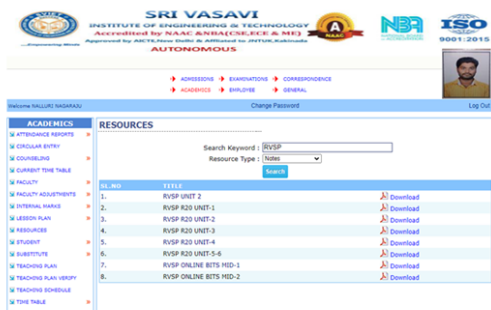 SRI VASAVI
INSTITUTE OF ENGINEERING & TECHNOLOGY
Accredited by NAAC &NBA(CSE,ECE & ME)
Approved by AICTE,New Delhi & Affiliated to JNTUK,Kakinada
AUTONOMOUS
...Empowering Minds
NAAC
NBA
ISO
9001:2015
ADMISSIONS EXAMINATIONS CORRESPONDENCE
ACADEMICS EMPLOYEE GENERAL
Welcome NALLURI NAGARAJU Change Password Log Out
ACADEMICS
ATTENDANCE REPORTS »
CIRCULAR ENTRY
COUNSELING »
CURRENT TIME TABLE
FACULTY »
FACULTY ADJUSTMENTS »
INTERNAL MARKS »
LESSON PLAN »
RESOURCES
STUDENT »
SUBSTITUTE »
TEACHING PLAN
TEACHING PLAN VERIFY
TEACHING SCHEDULE
TIME TABLE »
RESOURCES
Search Keyword : RVSP
Resource Type : Notes
Search
SL.NO TITLE
1. RVSP UNIT 2 Download
2. RVSP R20 UNIT-1 Download
3. RVSP R20 UNIT-2 Download
4. RVSP R20 UNIT-3 Download
5. RVSP R20 UNIT-4 Download
6. RVSP R20 UNIT-5-6 Download
7. RVSP ONLINE BITS MID-1 Download
8. RVSP ONLINE BITS MID-2 Download